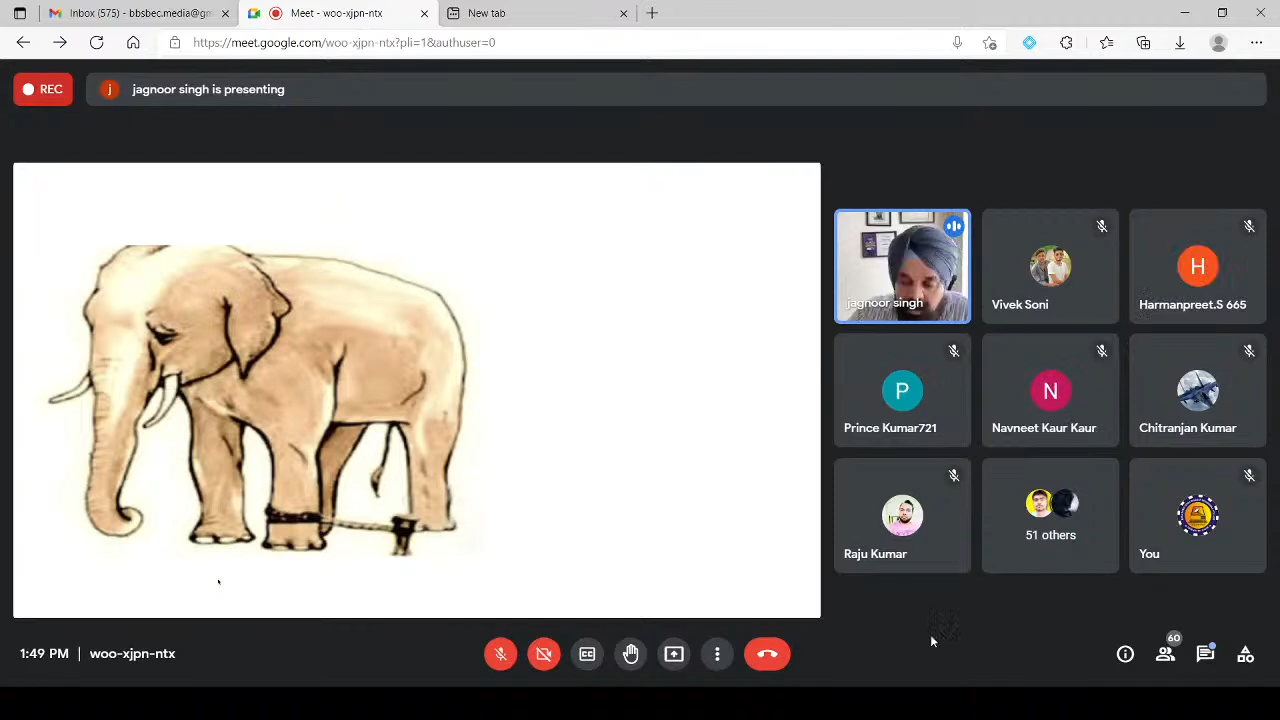 Inbox (575) - bbsbec.media@gm
Meet - woo-xjpn-ntx
New tab
https://meet.google.com/woo-xjpn-ntx?pli=1&authuser=0
REC
j
jagnoor singh is presenting
jagnoor singh
Vivek Soni
H
Harmanpreet.S 665
P
Prince Kumar721
N
Navneet Kaur Kaur
Chitranjan Kumar
Raju Kumar
51 others
You
1:49 PM | woo-xjpn-ntx
CC
60